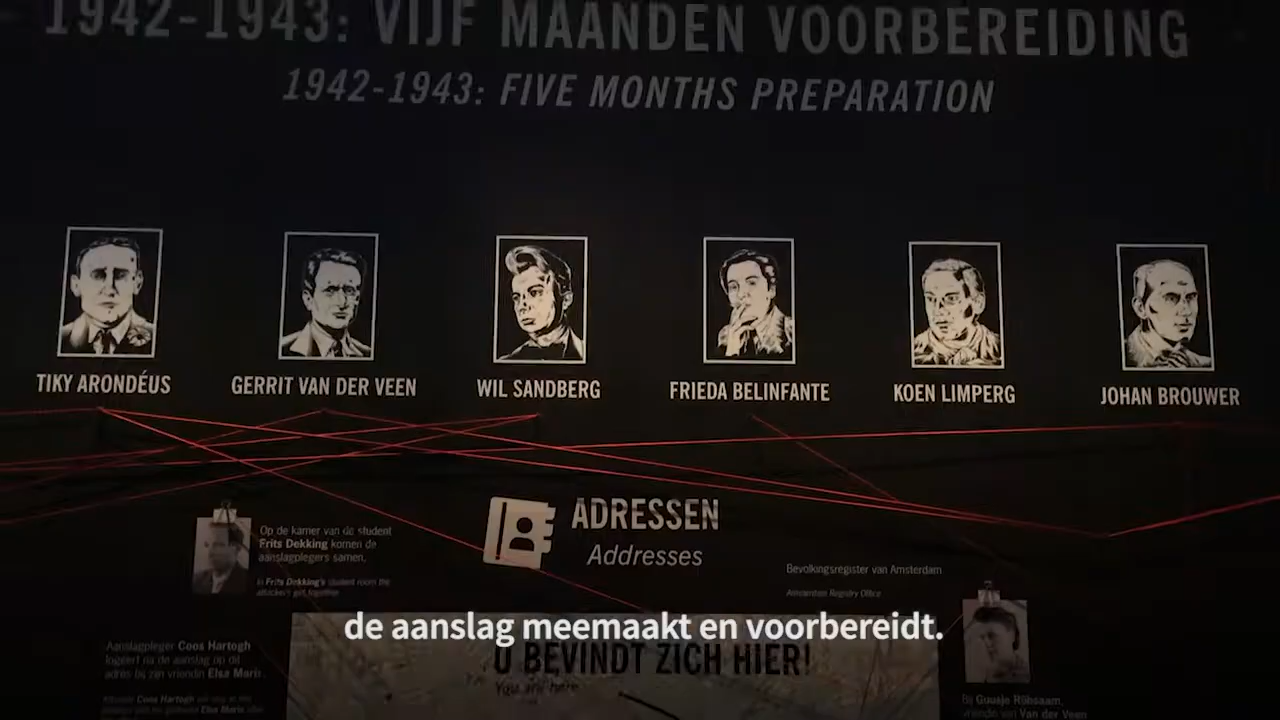 1942-1943: VIJF MAANDEN VOORBEREIDING
1942-1943: FIVE MONTHS PREPARATION
TIKY ARONDÉUS
GERRIT VAN DER VEEN
WIL SANDBERG
FRIEDA BELINFANTE
KOEN LIMPERG
JOHAN BROUWER
ADRESSEN
Addresses
Op de kamer van de student
Frits Dekking komen de
aanslagplegers samen.
In Frits Dekking's student room the
attackers get together
Bevolkingsregister van Amsterdam
Amsterdam Registry Office
de aanslag meemaakt en voorbereidt.
U BEVINDT ZICH HIER!
You are here
Aanslagpleger Coos Hartogh
logeert na de aanslag op dit
adres bij zijn vriendin Elsa Marie.
Bij Guusje Rübsaam,
vriendin van Van der Veen